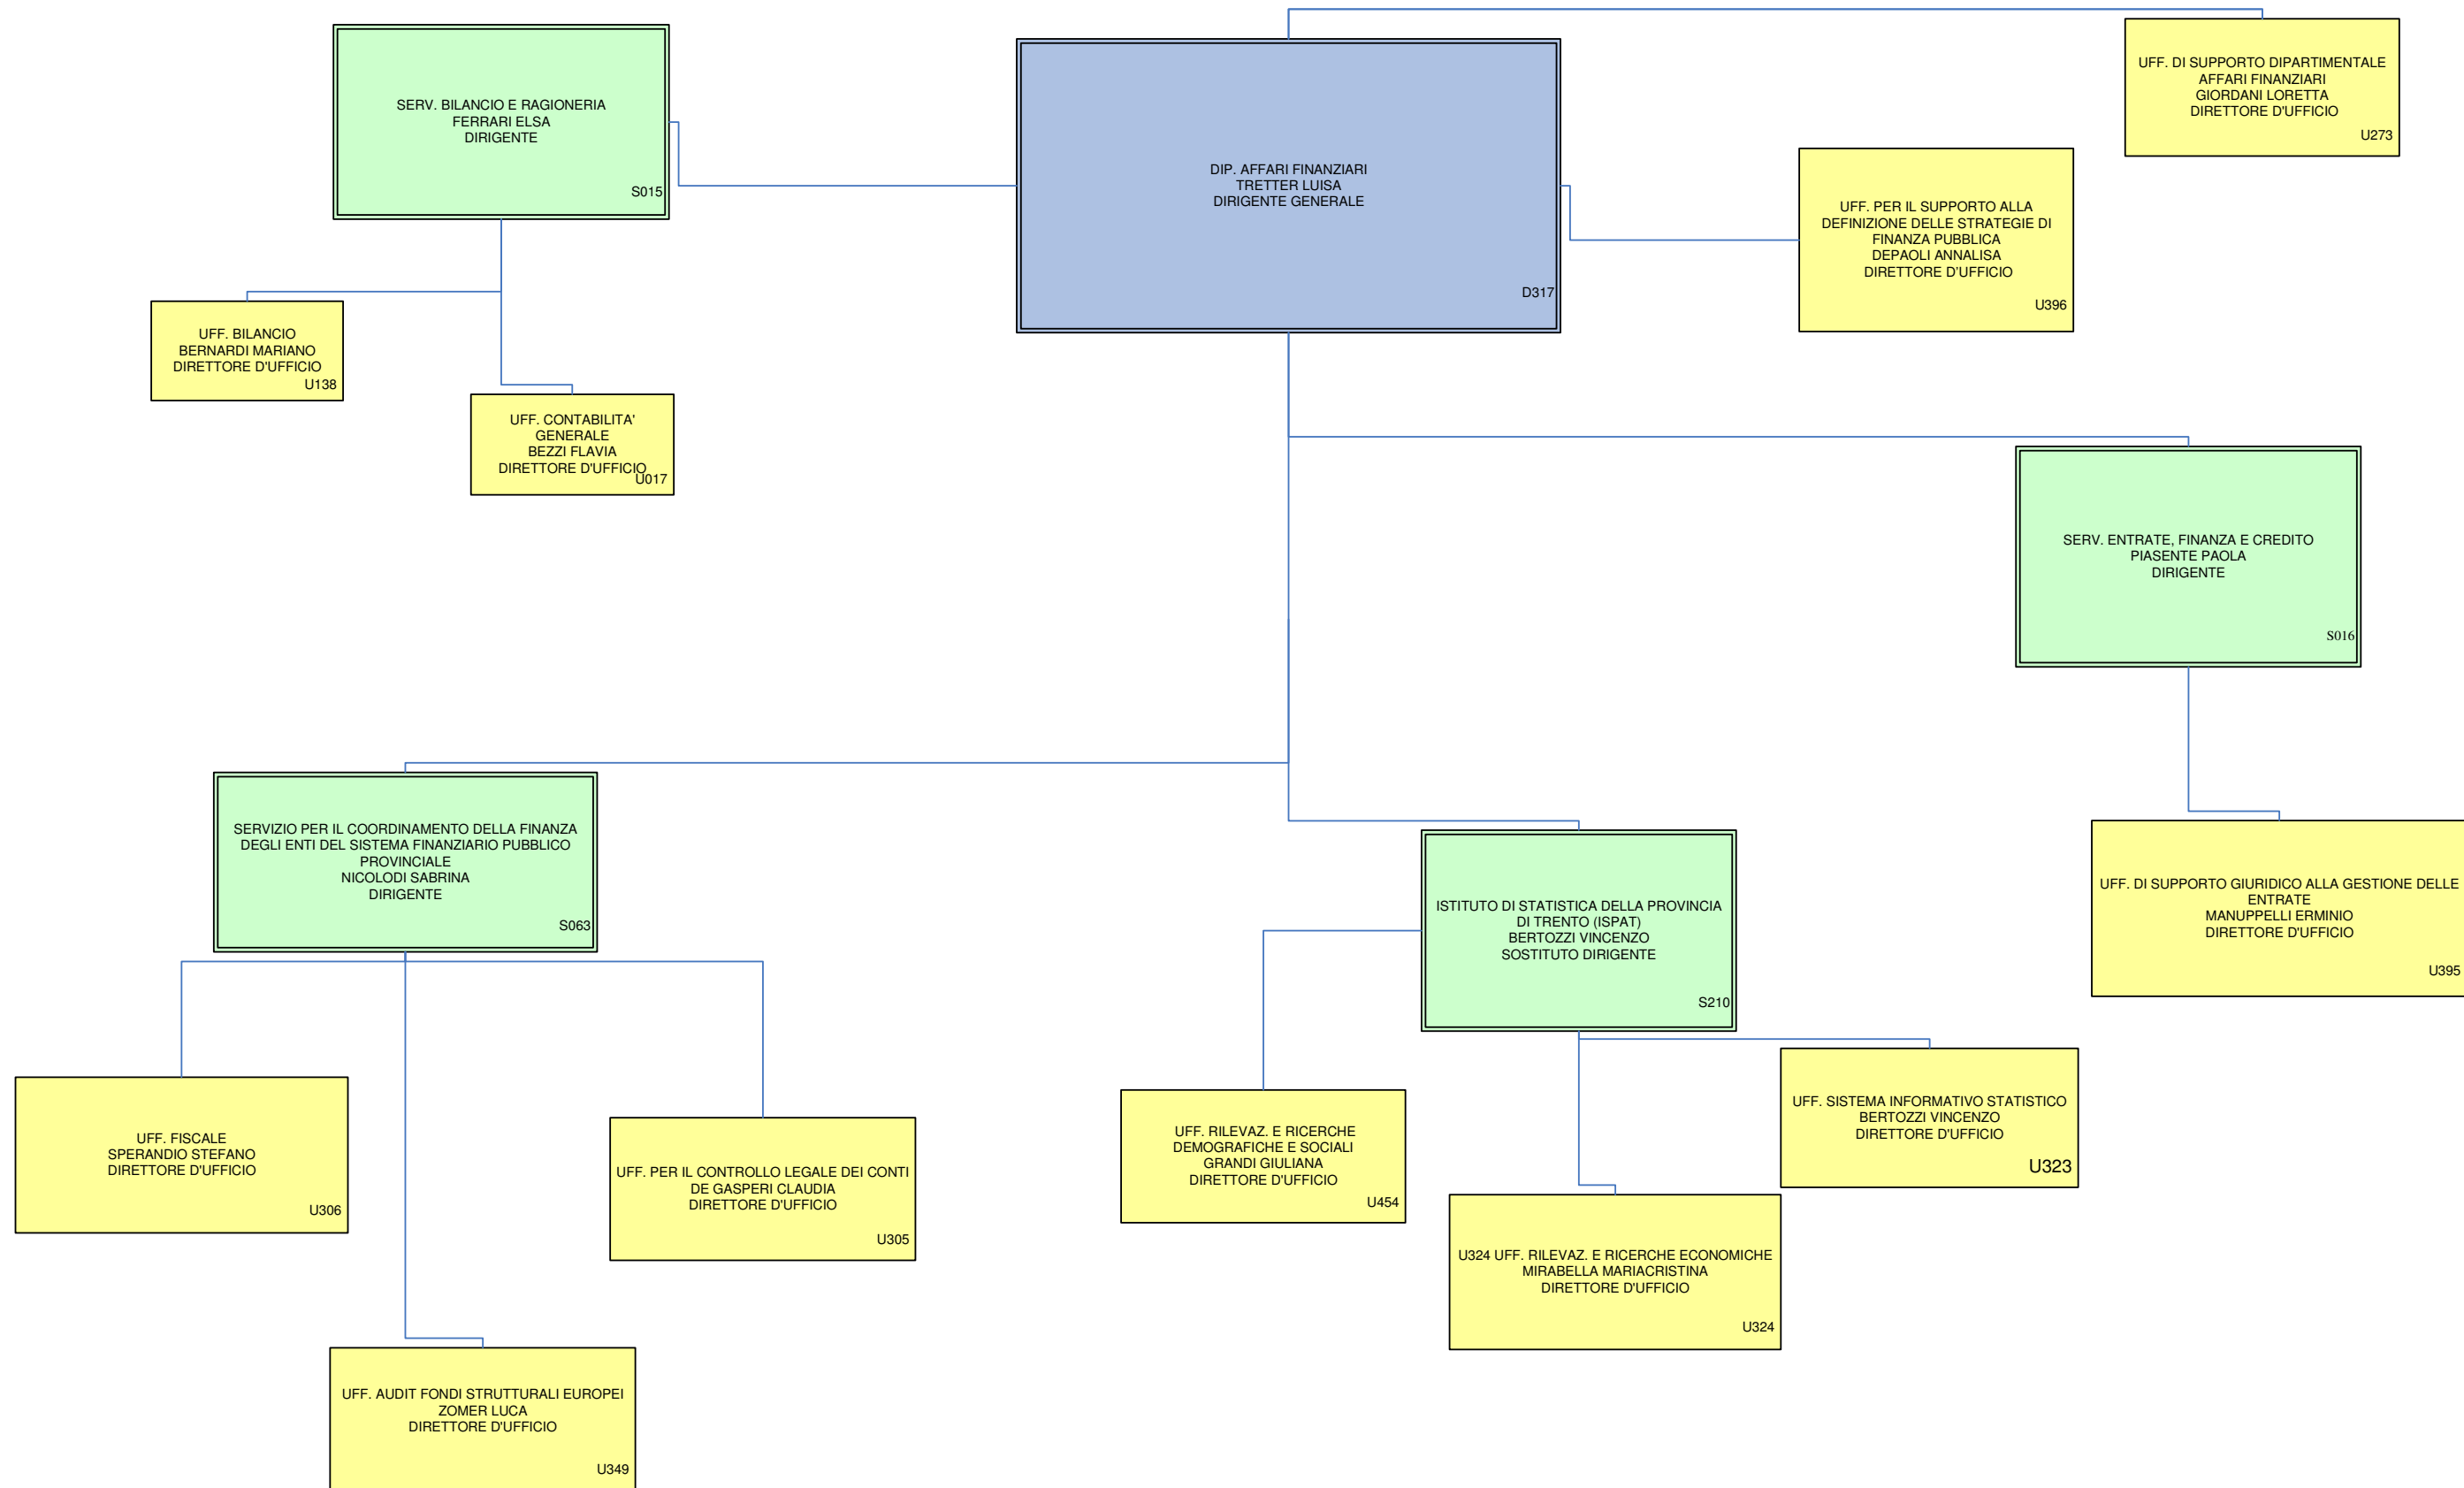 SERV. BILANCIO E RAGIONERIA
FERRARI ELSA
DIRIGENTE
S015
DIP. AFFARI FINANZIARI
TRETTER LUISA
DIRIGENTE GENERALE
D317
UFF. DI SUPPORTO DIPARTIMENTALE
AFFARI FINANZIARI
GIORDANI LORETTA
DIRETTORE D'UFFICIO
U273
UFF. PER IL SUPPORTO ALLA
DEFINIZIONE DELLE STRATEGIE DI
FINANZA PUBBLICA
DEPAOLI ANNALISA
DIRETTORE D'UFFICIO
U396
UFF. BILANCIO
BERNARDI MARIANO
DIRETTORE D'UFFICIO
U138
UFF. CONTABILITA'
GENERALE
BEZZI FLAVIA
DIRETTORE D'UFFICIO
U017
SERV. ENTRATE, FINANZA E CREDITO
PIASENTE PAOLA
DIRIGENTE
S016
SERVIZIO PER IL COORDINAMENTO DELLA FINANZA
DEGLI ENTI DEL SISTEMA FINANZIARIO PUBBLICO
PROVINCIALE
NICOLODI SABRINA
DIRIGENTE
S063
ISTITUTO DI STATISTICA DELLA PROVINCIA
DI TRENTO (ISPAT)
BERTOZZI VINCENZO
SOSTITUTO DIRIGENTE
S210
UFF. DI SUPPORTO GIURIDICO ALLA GESTIONE DELLE
ENTRATE
MANUPPELLI ERMINIO
DIRETTORE D'UFFICIO
U395
UFF. FISCALE
SPERANDIO STEFANO
DIRETTORE D'UFFICIO
U306
UFF. PER IL CONTROLLO LEGALE DEI CONTI
DE GASPERI CLAUDIA
DIRETTORE D'UFFICIO
U305
UFF. RILEVAZ. E RICERCHE
DEMOGRAFICHE E SOCIALI
GRANDI GIULIANA
DIRETTORE D'UFFICIO
U454
UFF. SISTEMA INFORMATIVO STATISTICO
BERTOZZI VINCENZO
DIRETTORE D'UFFICIO
U323
U324 UFF. RILEVAZ. E RICERCHE ECONOMICHE
MIRABELLA MARIACRISTINA
DIRETTORE D'UFFICIO
U324
UFF. AUDIT FONDI STRUTTURALI EUROPEI
ZOMER LUCA
DIRETTORE D'UFFICIO
U349